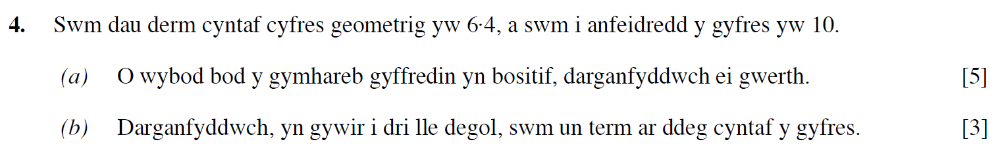 4. Swm dau derm cyntaf cyfres geometrig yw 6·4, a swm i anfeidredd y gyfres yw 10.
(a) O wybod bod y gymhareb gyffredin yn bositif, darganfyddwch ei gwerth. [5]
(b) Darganfyddwch, yn gywir i dri lle degol, swm un term ar ddeg cyntaf y gyfres. [3]